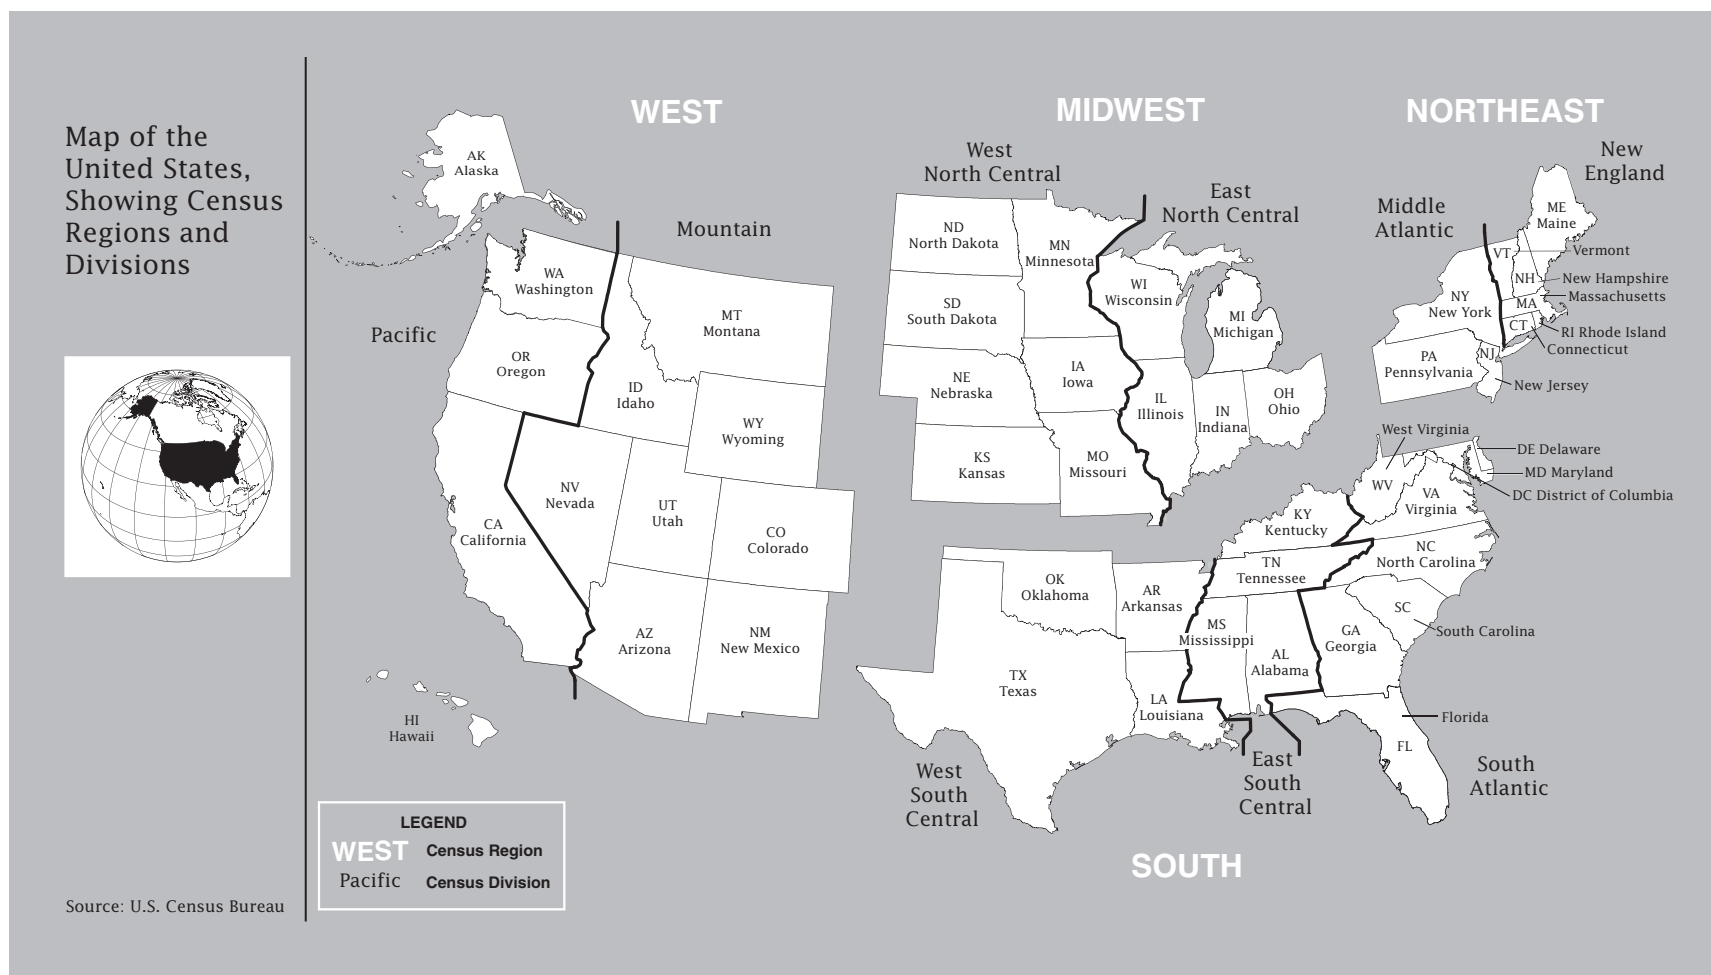 Map of the
United States,
Showing Census
Regions and
Divisions
Source: U.S. Census Bureau
WEST
AK
Alaska
Pacific
Mountain
WA
Washington
MT
Montana
OR
Oregon
ID
Idaho
WY
Wyoming
NV
Nevada
UT
Utah
CO
Colorado
CA
California
AZ
Arizona
NM
New Mexico
HI
Hawaii
LEGEND
WEST Census Region
Pacific Census Division
MIDWEST
West
North Central
East
North Central
ND
North Dakota
MN
Minnesota
SD
South Dakota
WI
Wisconsin
MI
Michigan
NE
Nebraska
IA
Iowa
IL
Illinois
IN
Indiana
OH
Ohio
KS
Kansas
MO
Missouri
NORTHEAST
New
England
Middle
Atlantic
ME
Maine
VT
Vermont
NH
New Hampshire
MA
Massachusetts
NY
New York
CT
RI Rhode Island
Connecticut
PA
Pennsylvania
NJ
New Jersey
West Virginia
DE Delaware
MD Maryland
DC District of Columbia
WV
VA
Virginia
KY
Kentucky
NC
North Carolina
TN
Tennessee
OK
Oklahoma
AR
Arkansas
SC
South Carolina
MS
Mississippi
AL
Alabama
GA
Georgia
TX
Texas
LA
Louisiana
Florida
FL
West
South
Central
East
South
Central
South
Atlantic
SOUTH